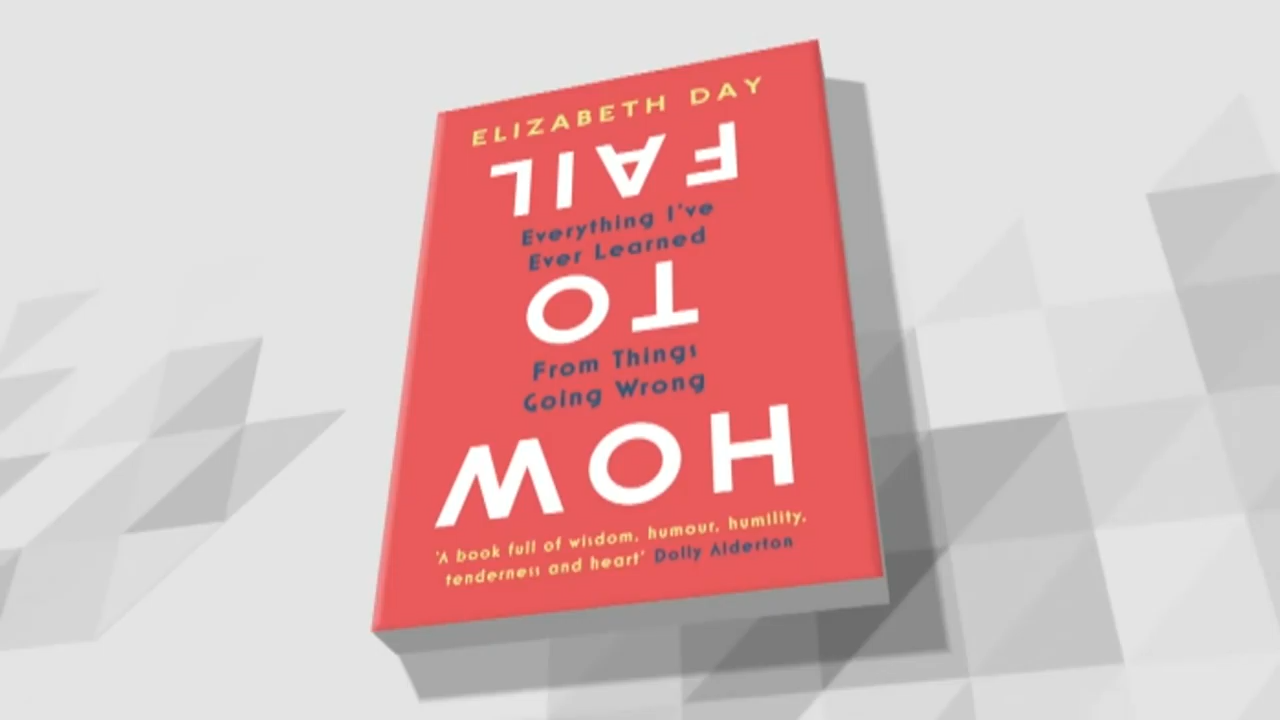 ELIZABETH DAY
FAIL
Everything I've
Ever Learned
TO
From Things
Going Wrong
HOW
'A book full of wisdom, humour, humility,
tenderness and heart' Dolly Alderton